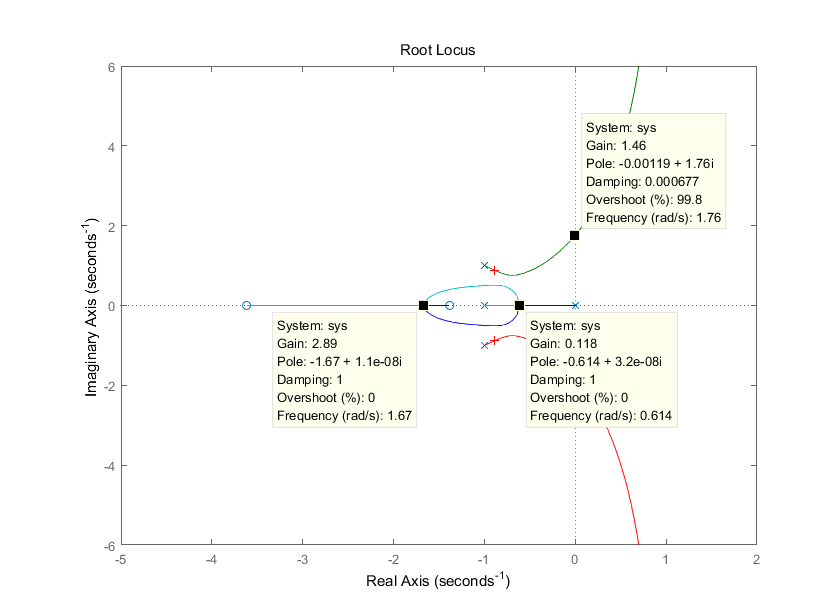 Root Locus
6
4
2
0
-2
-4
-6
Imaginary Axis (seconds-1)
System: sys
Gain: 1.46
Pole: -0.00119 + 1.76i
Damping: 0.000677
Overshoot (%): 99.8
Frequency (rad/s): 1.76
System: sys
Gain: 2.89
Pole: -1.67 + 1.1e-08i
Damping: 1
Overshoot (%): 0
Frequency (rad/s): 1.67
System: sys
Gain: 0.118
Pole: -0.614 + 3.2e-08i
Damping: 1
Overshoot (%): 0
Frequency (rad/s): 0.614
-5 -4 -3 -2 -1 0 1 2
Real Axis (seconds-1)